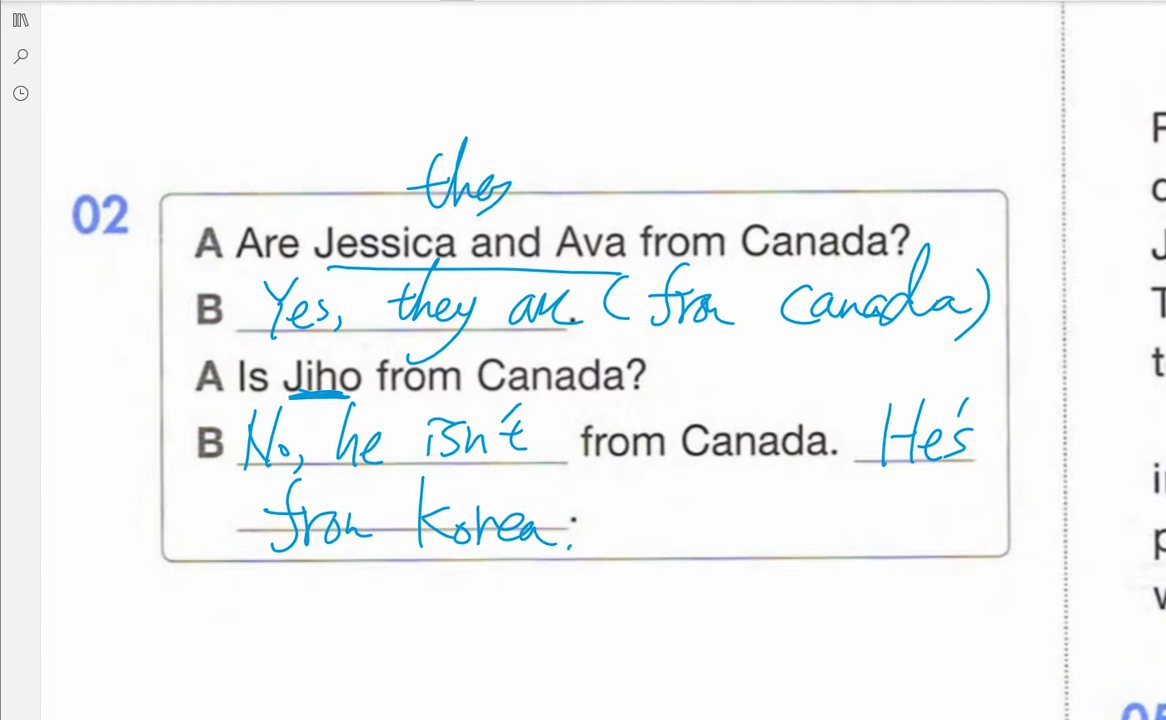 they
02
A Are Jessica and Ava from Canada?
B Yes, they are. (from Canada)
A Is Jiho from Canada?
B No, he isn't from Canada. He's
from Korea.